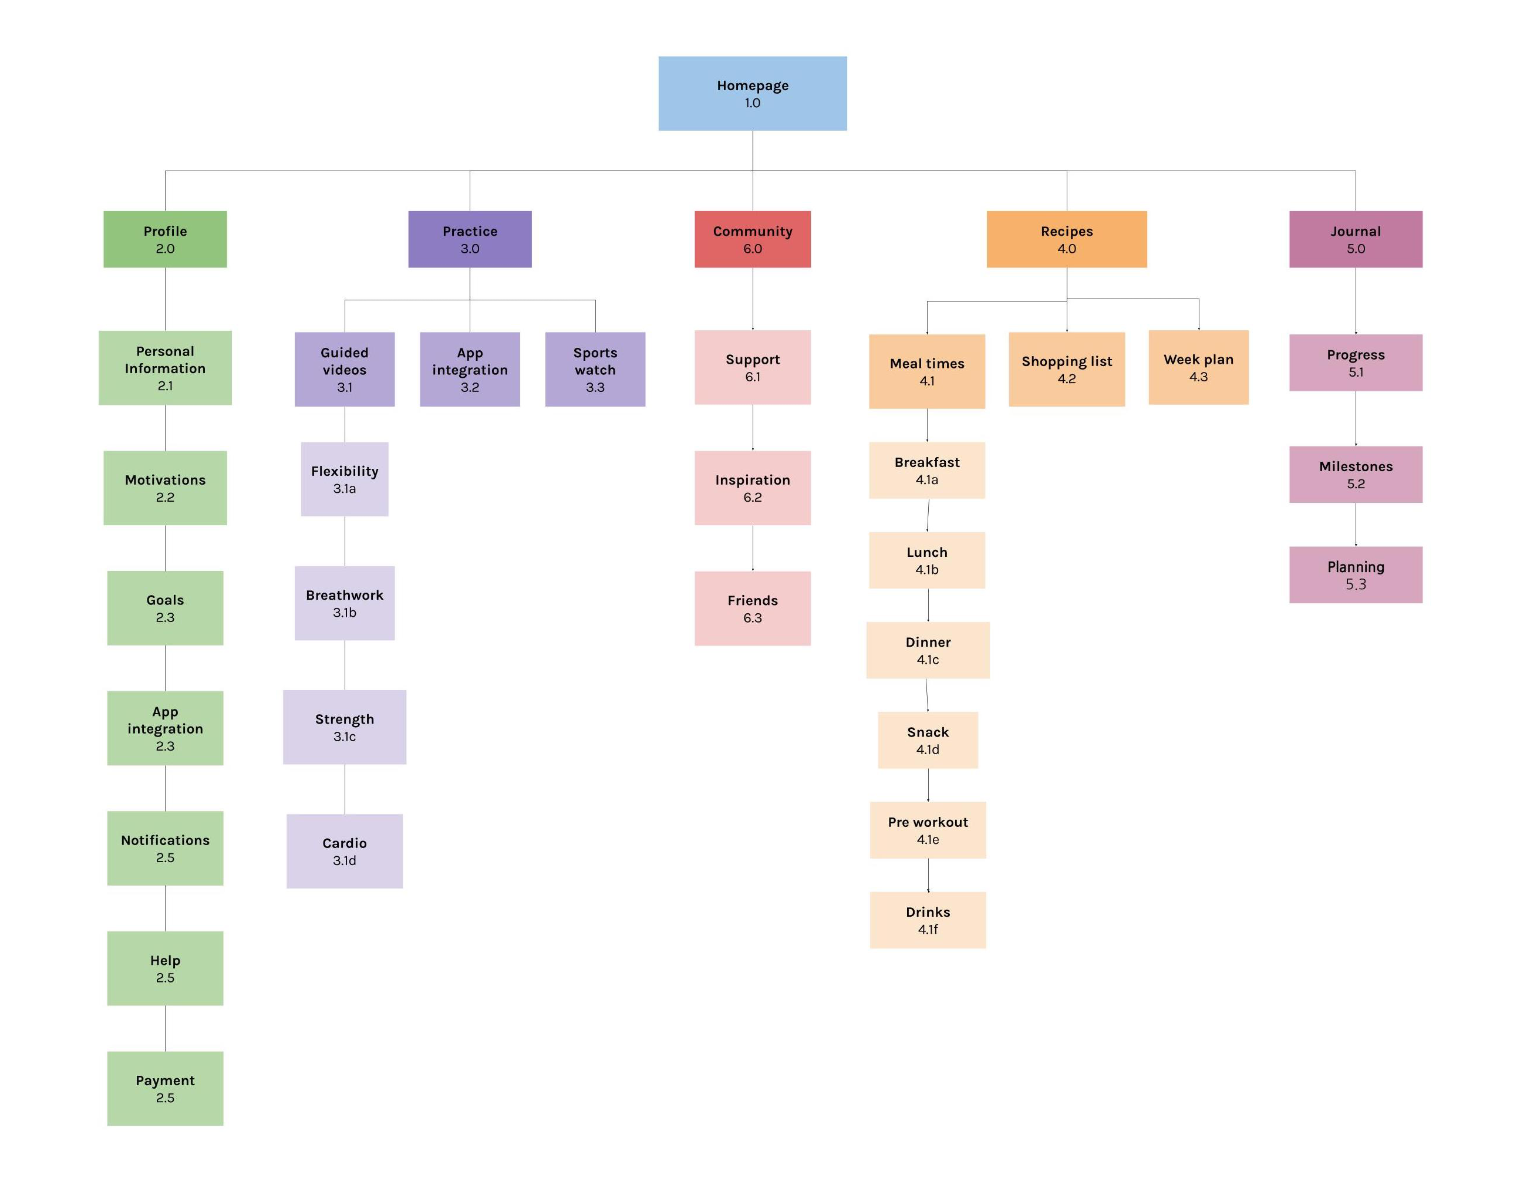 Homepage
1.0
Profile
2.0
Practice
3.0
Community
6.0
Recipes
4.0
Journal
5.0
Personal
Information
2.1
Motivations
2.2
Goals
2.3
App
integration
2.3
Notifications
2.5
Help
2.5
Payment
2.5
Guided
videos
3.1
App
integration
3.2
Sports
watch
3.3
Flexibility
3.1a
Breathwork
3.1b
Strength
3.1c
Cardio
3.1d
Support
6.1
Inspiration
6.2
Friends
6.3
Meal times
4.1
Shopping list
4.2
Week plan
4.3
Breakfast
4.1a
Lunch
4.1b
Dinner
4.1c
Snack
4.1d
Pre workout
4.1e
Drinks
4.1f
Progress
5.1
Milestones
5.2
Planning
5.3